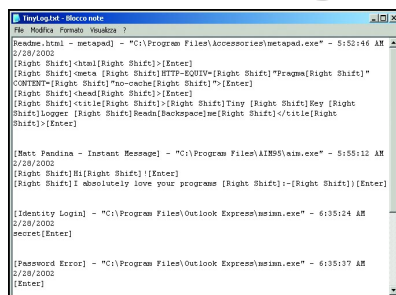 TinyLog.txt - Blocco note
File Modifica Formato Visualizza ?
Readme.html - metapad] - "C:\Program Files\Accessories\metapad.exe" - 5:52:46 AM
2/28/2002
[Right Shift]<html[Right Shift]>[Enter]
[Right Shift]<meta [Right Shift]HTTP-EQUIV=[Right Shift]"Pragma[Right Shift]"
CONTENT=[Right Shift]"no-cache[Right Shift]">[Enter]
[Right Shift]<head[Right Shift]>[Enter]
[Right Shift]<title[Right Shift]>[Right Shift]Tiny [Right Shift]Key [Right
Shift]Logger [Right Shift]Readn[Backspace]me[Right Shift]</title[Right
Shift]>[Enter]
[Matt Pandina - Instant Message] - "C:\Program Files\AIM95\aim.exe" - 5:55:12 AM
2/28/2002
[Right Shift]Hi[Right Shift]![Enter]
[Right Shift]I absolutely love your programs [Right Shift]:-[Right Shift])[Enter]
[Identity Login] - "C:\Program Files\Outlook Express\msimn.exe" - 6:35:24 AM
2/28/2002
secret[Enter]
[Password Error] - "C:\Program Files\Outlook Express\msimn.exe" - 6:35:37 AM
2/28/2002
[Enter]